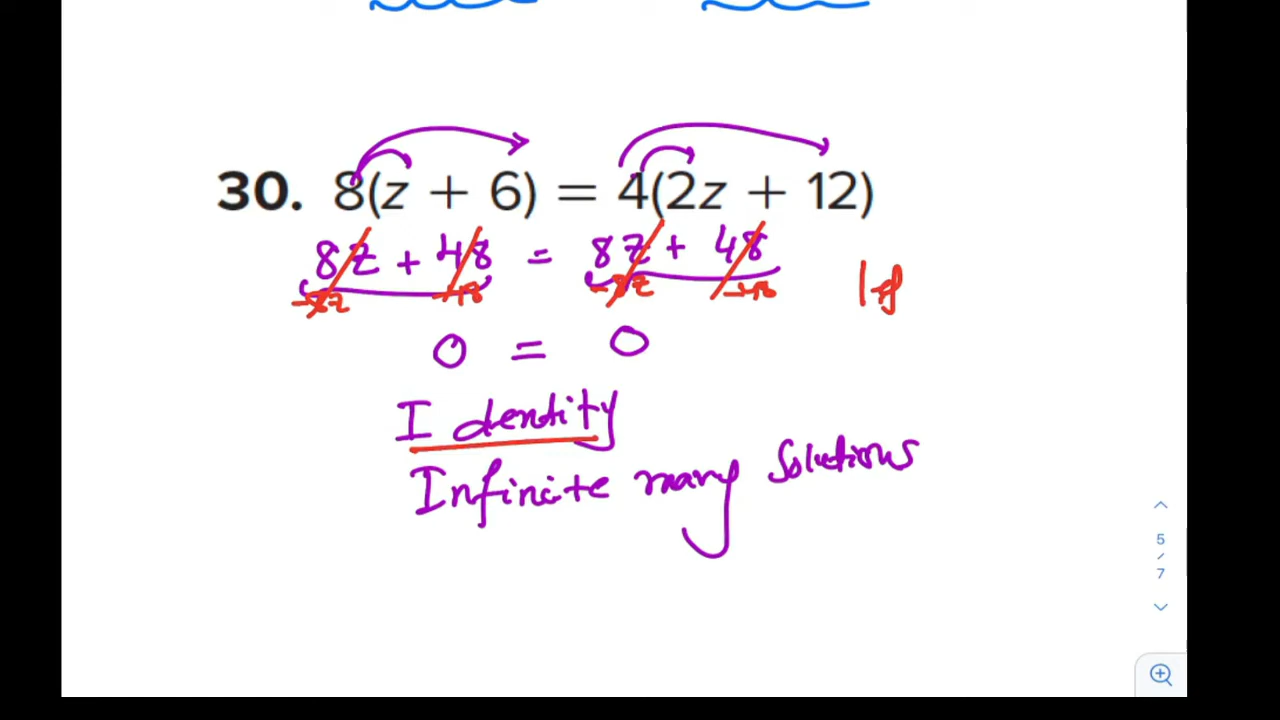 30. 8(z + 6) = 4(2z + 12)
8z + 48 = 8z + 48
-8z -48 -8z -48
0 = 0
Identity
Infinite many solutions
5
/
7